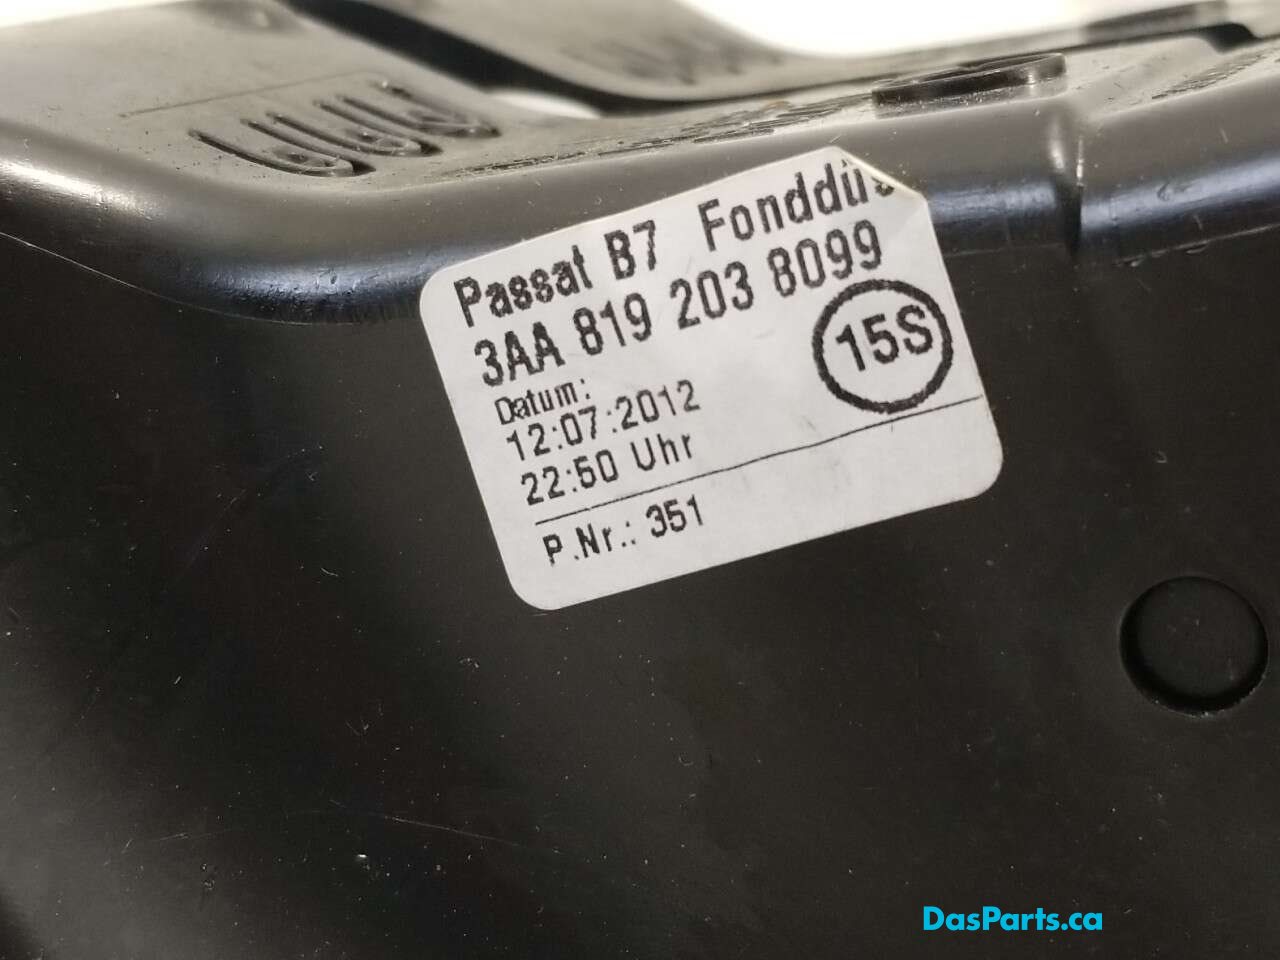 Passat B7 Fonddüs
3AA 819 203 8099
15S
Datum:
12:07:2012
22:50 Uhr
P.Nr.: 351
DasParts.ca